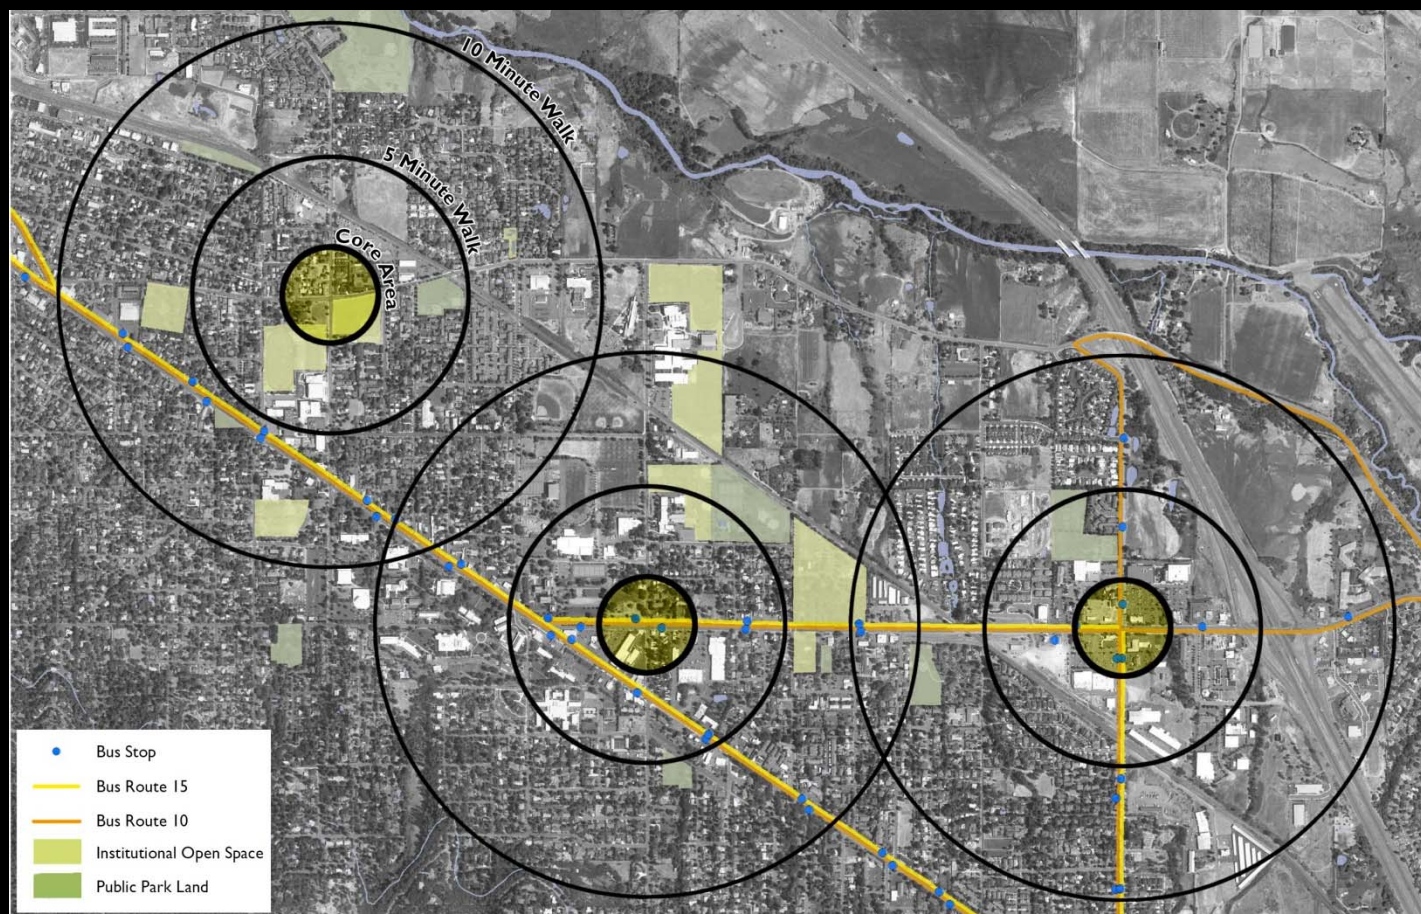 10 Minute Walk
5 Minute Walk
Core Area
Bus Stop
Bus Route 15
Bus Route 10
Institutional Open Space
Public Park Land